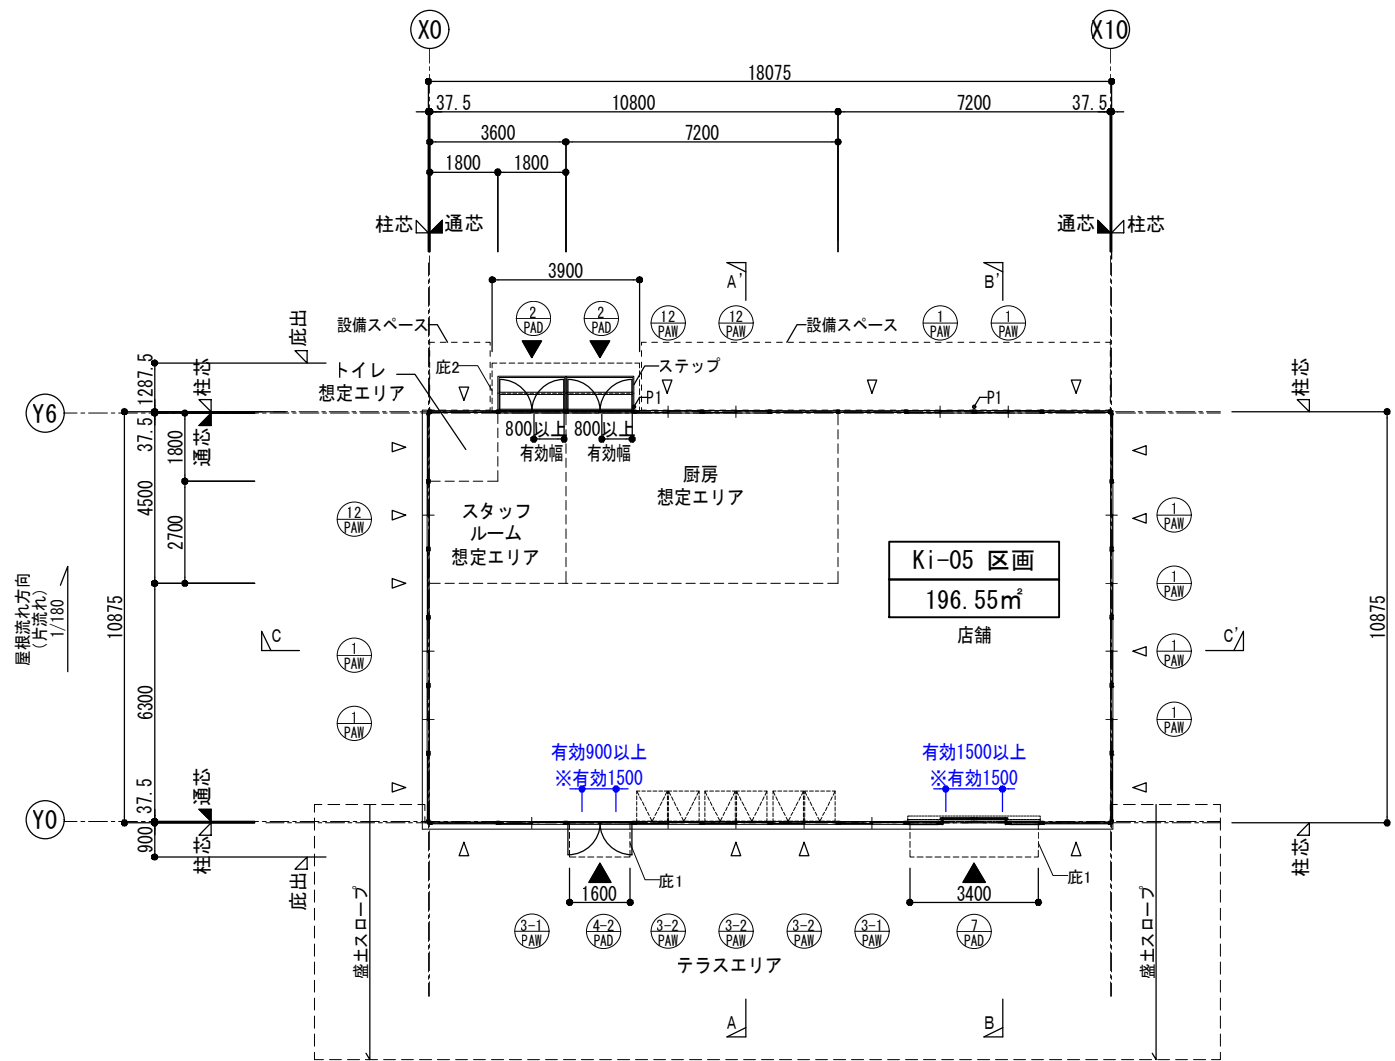 X0
X10
18075
37.5
10800
7200
37.5
3600
7200
1800
1800
柱芯
通芯
通芯
柱芯
3900
A'
B'
設備スペース
2
PAD
2
PAD
12
PAW
12
PAW
設備スペース
1
PAW
1
PAW
庇出
トイレ
想定エリア
庇2
ステップ
P1
P1
1287.5
柱芯
柱芯
Y6
37.5
通芯
1800
800以上
有効幅
800以上
有効幅
厨房
想定エリア
4500
2700
12
PAW
スタッフ
ルーム
想定エリア
1
PAW
Ki-05 区画
196.55㎡
店舗
1
PAW
屋根流れ方向
(片流れ)
1/180
10875
10875
C
C'
1
PAW
1
PAW
6300
1
PAW
1
PAW
有効900以上
※有効1500
有効1500以上
※有効1500
37.5
通芯
Y0
900
柱芯
柱芯
庇出
庇1
庇1
1600
3400
盛土スロープ
盛土スロープ
3-1
PAW
4-2
PAD
3-2
PAW
3-2
PAW
3-2
PAW
3-1
PAW
7
PAD
テラスエリア
A
B